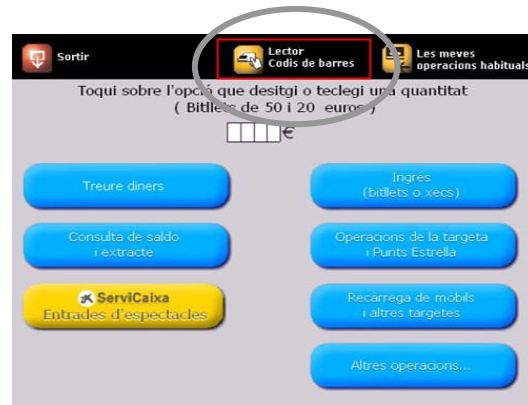 Sortir
Lector
Codis de barres
Les meves
operacions habituals
Toqui sobre l'opció que desitgi o teclegi una quantitat
( Bitllets de 50 i 20 euros )
€
Treure diners
Ingrés
(bitllets o xecs)
Consulta de saldo
i extracte
Operacions de la targeta
i Punts Estrella
ServiCaixa
Entrades d'espectacles
Recàrrega de mòbils
i altres targetes
Altres operacions...